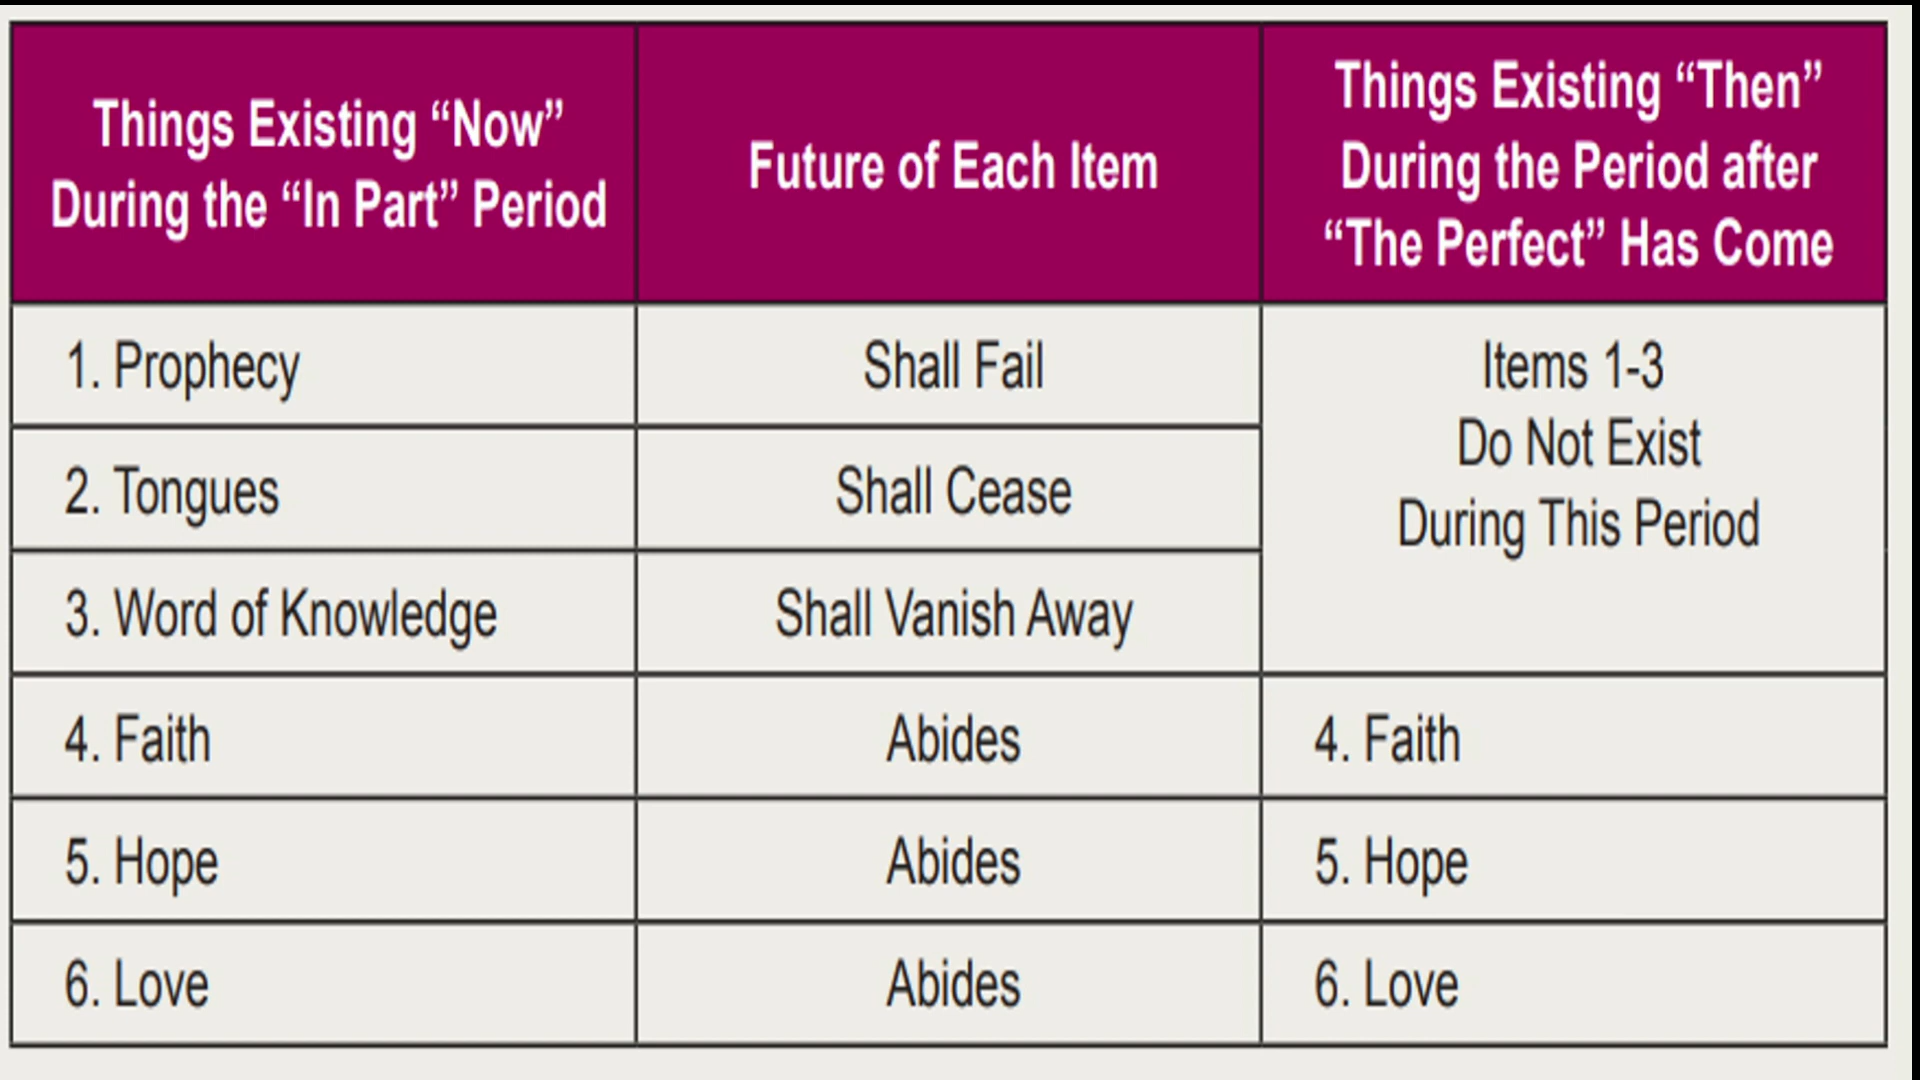 Things Existing “Now”
During the “In Part” Period
Future of Each Item
Things Existing “Then”
During the Period after
“The Perfect” Has Come
1. Prophecy
Shall Fail
Items 1-3
Do Not Exist
During This Period
2. Tongues
Shall Cease
3. Word of Knowledge
Shall Vanish Away
4. Faith
Abides
4. Faith
5. Hope
Abides
5. Hope
6. Love
Abides
6. Love